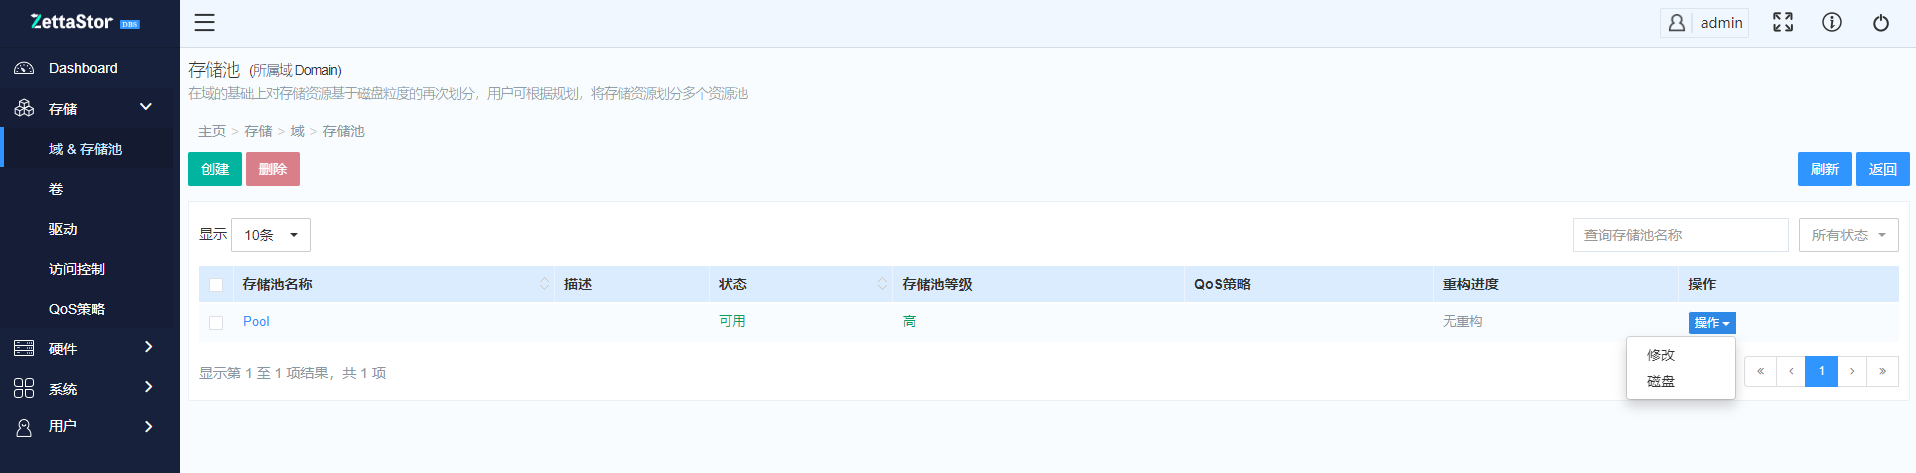 ZettaStor DBS
admin
Dashboard
存储
域 & 存储池
卷
驱动
访问控制
QoS策略
硬件
系统
用户
存储池 (所属域 Domain)
在域的基础上对存储资源基于磁盘粒度的再次划分，用户可根据规划，将存储资源划分多个资源池
主页 > 存储 > 域 > 存储池
创建 删除 刷新 返回
显示 10条 查询存储池名称 所有状态
存储池名称 描述 状态 存储池等级 QoS策略 重构进度 操作
Pool 可用 高 无重构 操作
修改
磁盘
显示第 1 至 1 项结果，共 1 项 « ‹ 1 › »